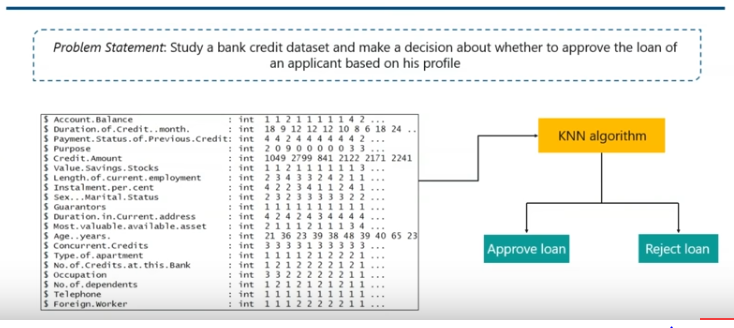 Problem Statement: Study a bank credit dataset and make a decision about whether to approve the loan of
an applicant based on his profile
$ Account.Balance : int 1 1 2 1 1 1 1 1 4 2 ...
$ Duration.of.Credit..month. : int 18 9 12 12 12 10 8 6 18 24 ..
$ Payment.Status.of.Previous.Credit: int 4 4 2 4 4 4 4 4 4 2 ...
$ Purpose : int 2 0 9 0 0 0 0 0 3 3 ...
$ Credit.Amount : int 1049 2799 841 2122 2171 2241
$ Value.Savings.Stocks : int 1 1 2 1 1 1 1 1 1 3 ...
$ Length.of.current.employment : int 2 3 4 3 3 2 4 2 1 1 ...
$ Instalment.per.cent : int 4 2 2 3 4 1 1 2 4 1 ...
$ Sex...Marital.Status : int 2 3 2 3 3 3 3 3 2 2 ...
$ Guarantors : int 1 1 1 1 1 1 1 1 1 1 ...
$ Duration.in.Current.address : int 4 2 4 2 4 3 4 4 4 4 ...
$ Most.valuable.available.asset : int 2 1 1 1 2 1 1 1 3 4 ...
$ Age..years. : int 21 36 23 39 38 48 39 40 65 23
$ Concurrent.Credits : int 3 3 3 3 1 3 3 3 3 3 ...
$ Type.of.apartment : int 1 1 1 1 2 1 2 2 2 1 ...
$ No.of.Credits.at.this.Bank : int 1 2 1 2 2 2 2 1 2 1 ...
$ Occupation : int 3 3 2 2 2 2 2 2 1 1 ...
$ No.of.dependents : int 1 2 1 2 1 2 1 2 1 1 ...
$ Telephone : int 1 1 1 1 1 1 1 1 1 1 ...
$ Foreign.Worker : int 1 1 1 2 2 2 2 2 1 1 ...
KNN algorithm
Approve loan
Reject loan